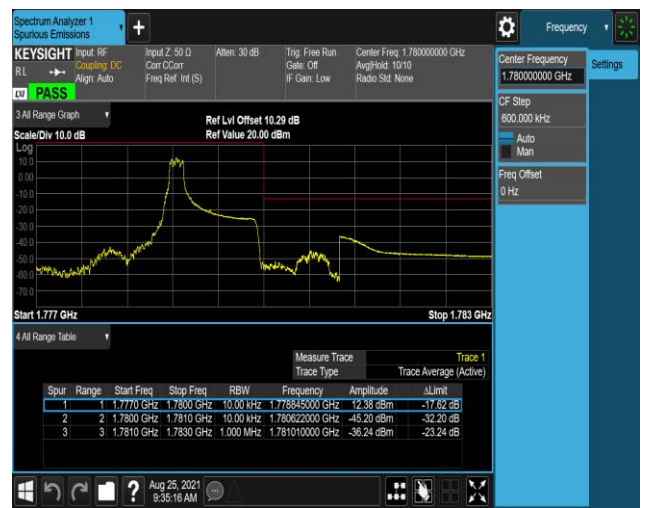 Spectrum Analyzer 1
Spurious Emissions
+
Frequency
KEYSIGHT Input: RF Input Z: 50 Ω Atten: 30 dB Trig: Free Run Center Freq: 1.780000000 GHz
RL Coupling: DC Corr CCorr Gate: Off Avg|Hold: 10/10
Align: Auto Freq Ref: Int (S) IF Gain: Low Radio Std: None
LXI PASS
Center Frequency
1.780000000 GHz
Settings
CF Step
600.000 kHz
Auto
Man
Freq Offset
0 Hz
3 All Range Graph
Ref Lvl Offset 10.29 dB
Scale/Div 10.0 dB Ref Value 20.00 dBm
Log
10.0
0.00
-10.0
-20.0
-30.0
-40.0
-50.0
-60.0
-70.0
Start 1.777 GHz Stop 1.783 GHz
4 All Range Table
Measure Trace Trace 1
Trace Type Trace Average (Active)
Spur Range Start Freq Stop Freq RBW Frequency Amplitude ΔLimit
1 1 1.7770 GHz 1.7800 GHz 10.00 kHz 1.778845000 GHz 12.38 dBm -17.62 dB
2 2 1.7800 GHz 1.7810 GHz 10.00 kHz 1.780622000 GHz -45.20 dBm -32.20 dB
3 3 1.7810 GHz 1.7830 GHz 1.000 MHz 1.781010000 GHz -36.24 dBm -23.24 dB
? Aug 25, 2021
9:35:16 AM